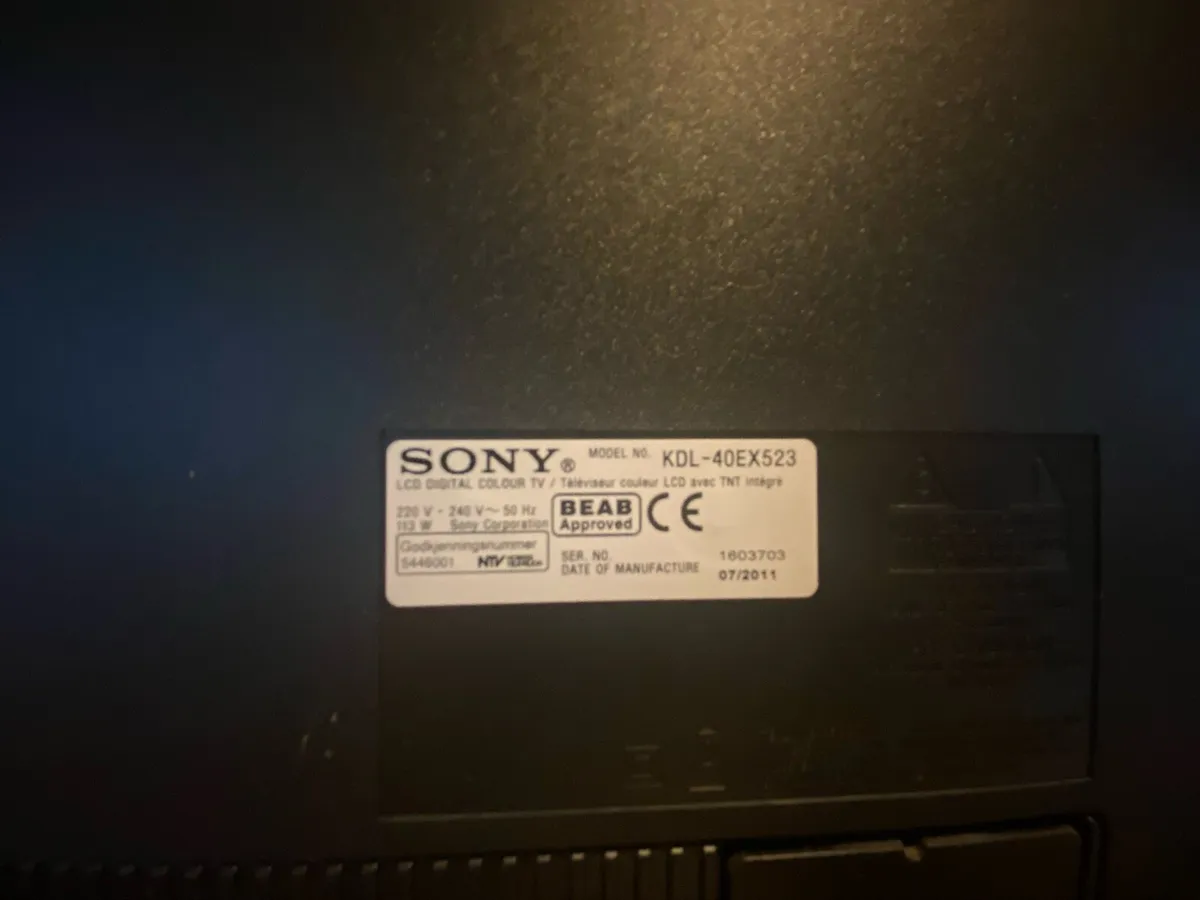 SONY® MODEL NO. KDL-40EX523
LCD DIGITAL COLOUR TV / Téléviseur couleur LCD avec TNT intégré
220 V - 240 V~ 50 Hz
113 W Sony Corporation
BEAB
Approved
CE
Godkjenningsnummer
5446001 NTV
SER. NO. 1603703
DATE OF MANUFACTURE 07/2011